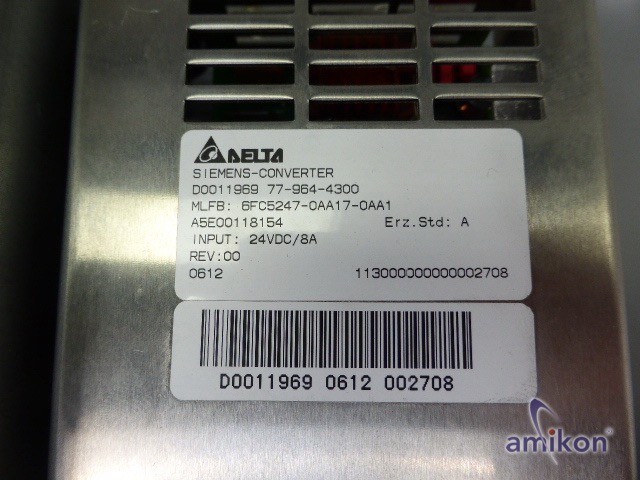 DELTA
SIEMENS-CONVERTER
D0011969 77-964-4300
MLFB: 6FC5247-0AA17-0AA1
A5E00118154 Erz.Std: A
INPUT: 24VDC/8A
REV:00
0612 113000000000002708
D0011969 0612 002708
amikon